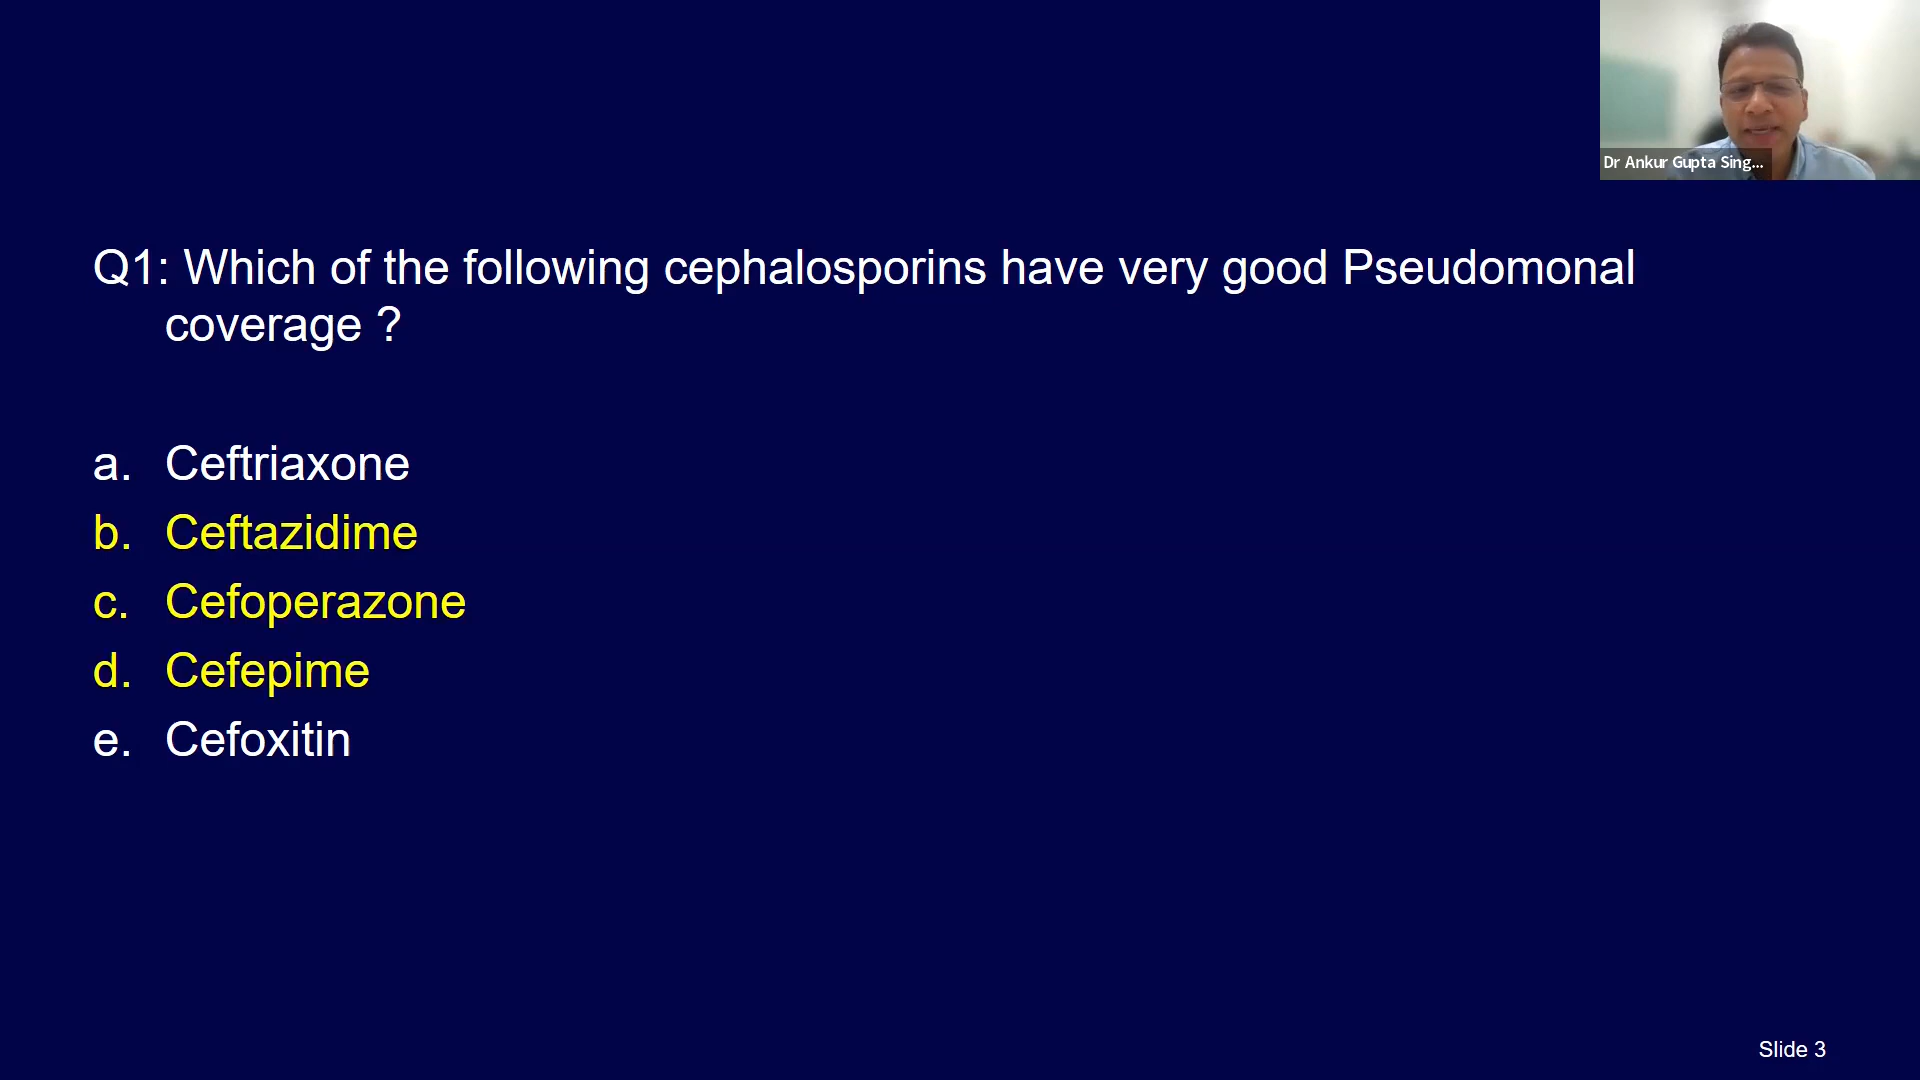 Dr Ankur Gupta Sing...
Q1: Which of the following cephalosporins have very good Pseudomonal
coverage ?
a. Ceftriaxone
b. Ceftazidime
c. Cefoperazone
d. Cefepime
e. Cefoxitin
Slide 3